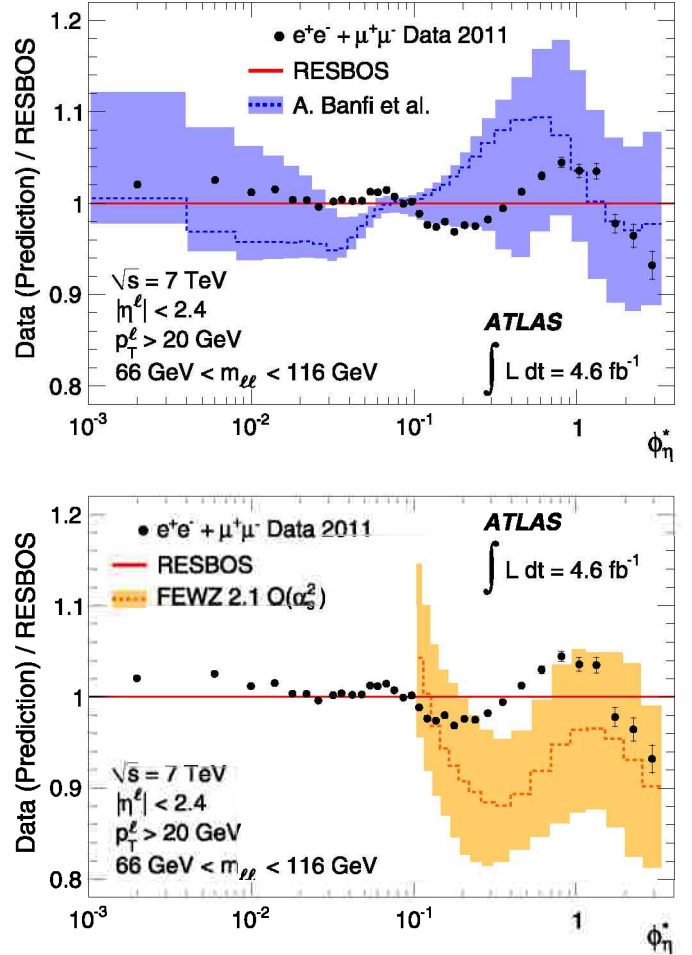 Data (Prediction) / RESBOS
1.2
1.1
1
0.9
0.8
e⁺e⁻ + μ⁺μ⁻ Data 2011
RESBOS
A. Banfi et al.
√s = 7 TeV
|ηˡ| < 2.4
pˡ_T > 20 GeV
66 GeV < m_ℓℓ < 116 GeV
ATLAS
∫ L dt = 4.6 fb⁻¹
10⁻³ 10⁻² 10⁻¹ 1
ϕ*_η
Data (Prediction) / RESBOS
1.2
1.1
1
0.9
0.8
e⁺e⁻ + μ⁺μ⁻ Data 2011
RESBOS
FEWZ 2.1 O(α_s²)
ATLAS
∫ L dt = 4.6 fb⁻¹
√s = 7 TeV
|ηˡ| < 2.4
pˡ_T > 20 GeV
66 GeV < m_ℓℓ < 116 GeV
10⁻³ 10⁻² 10⁻¹ 1
ϕ*_η